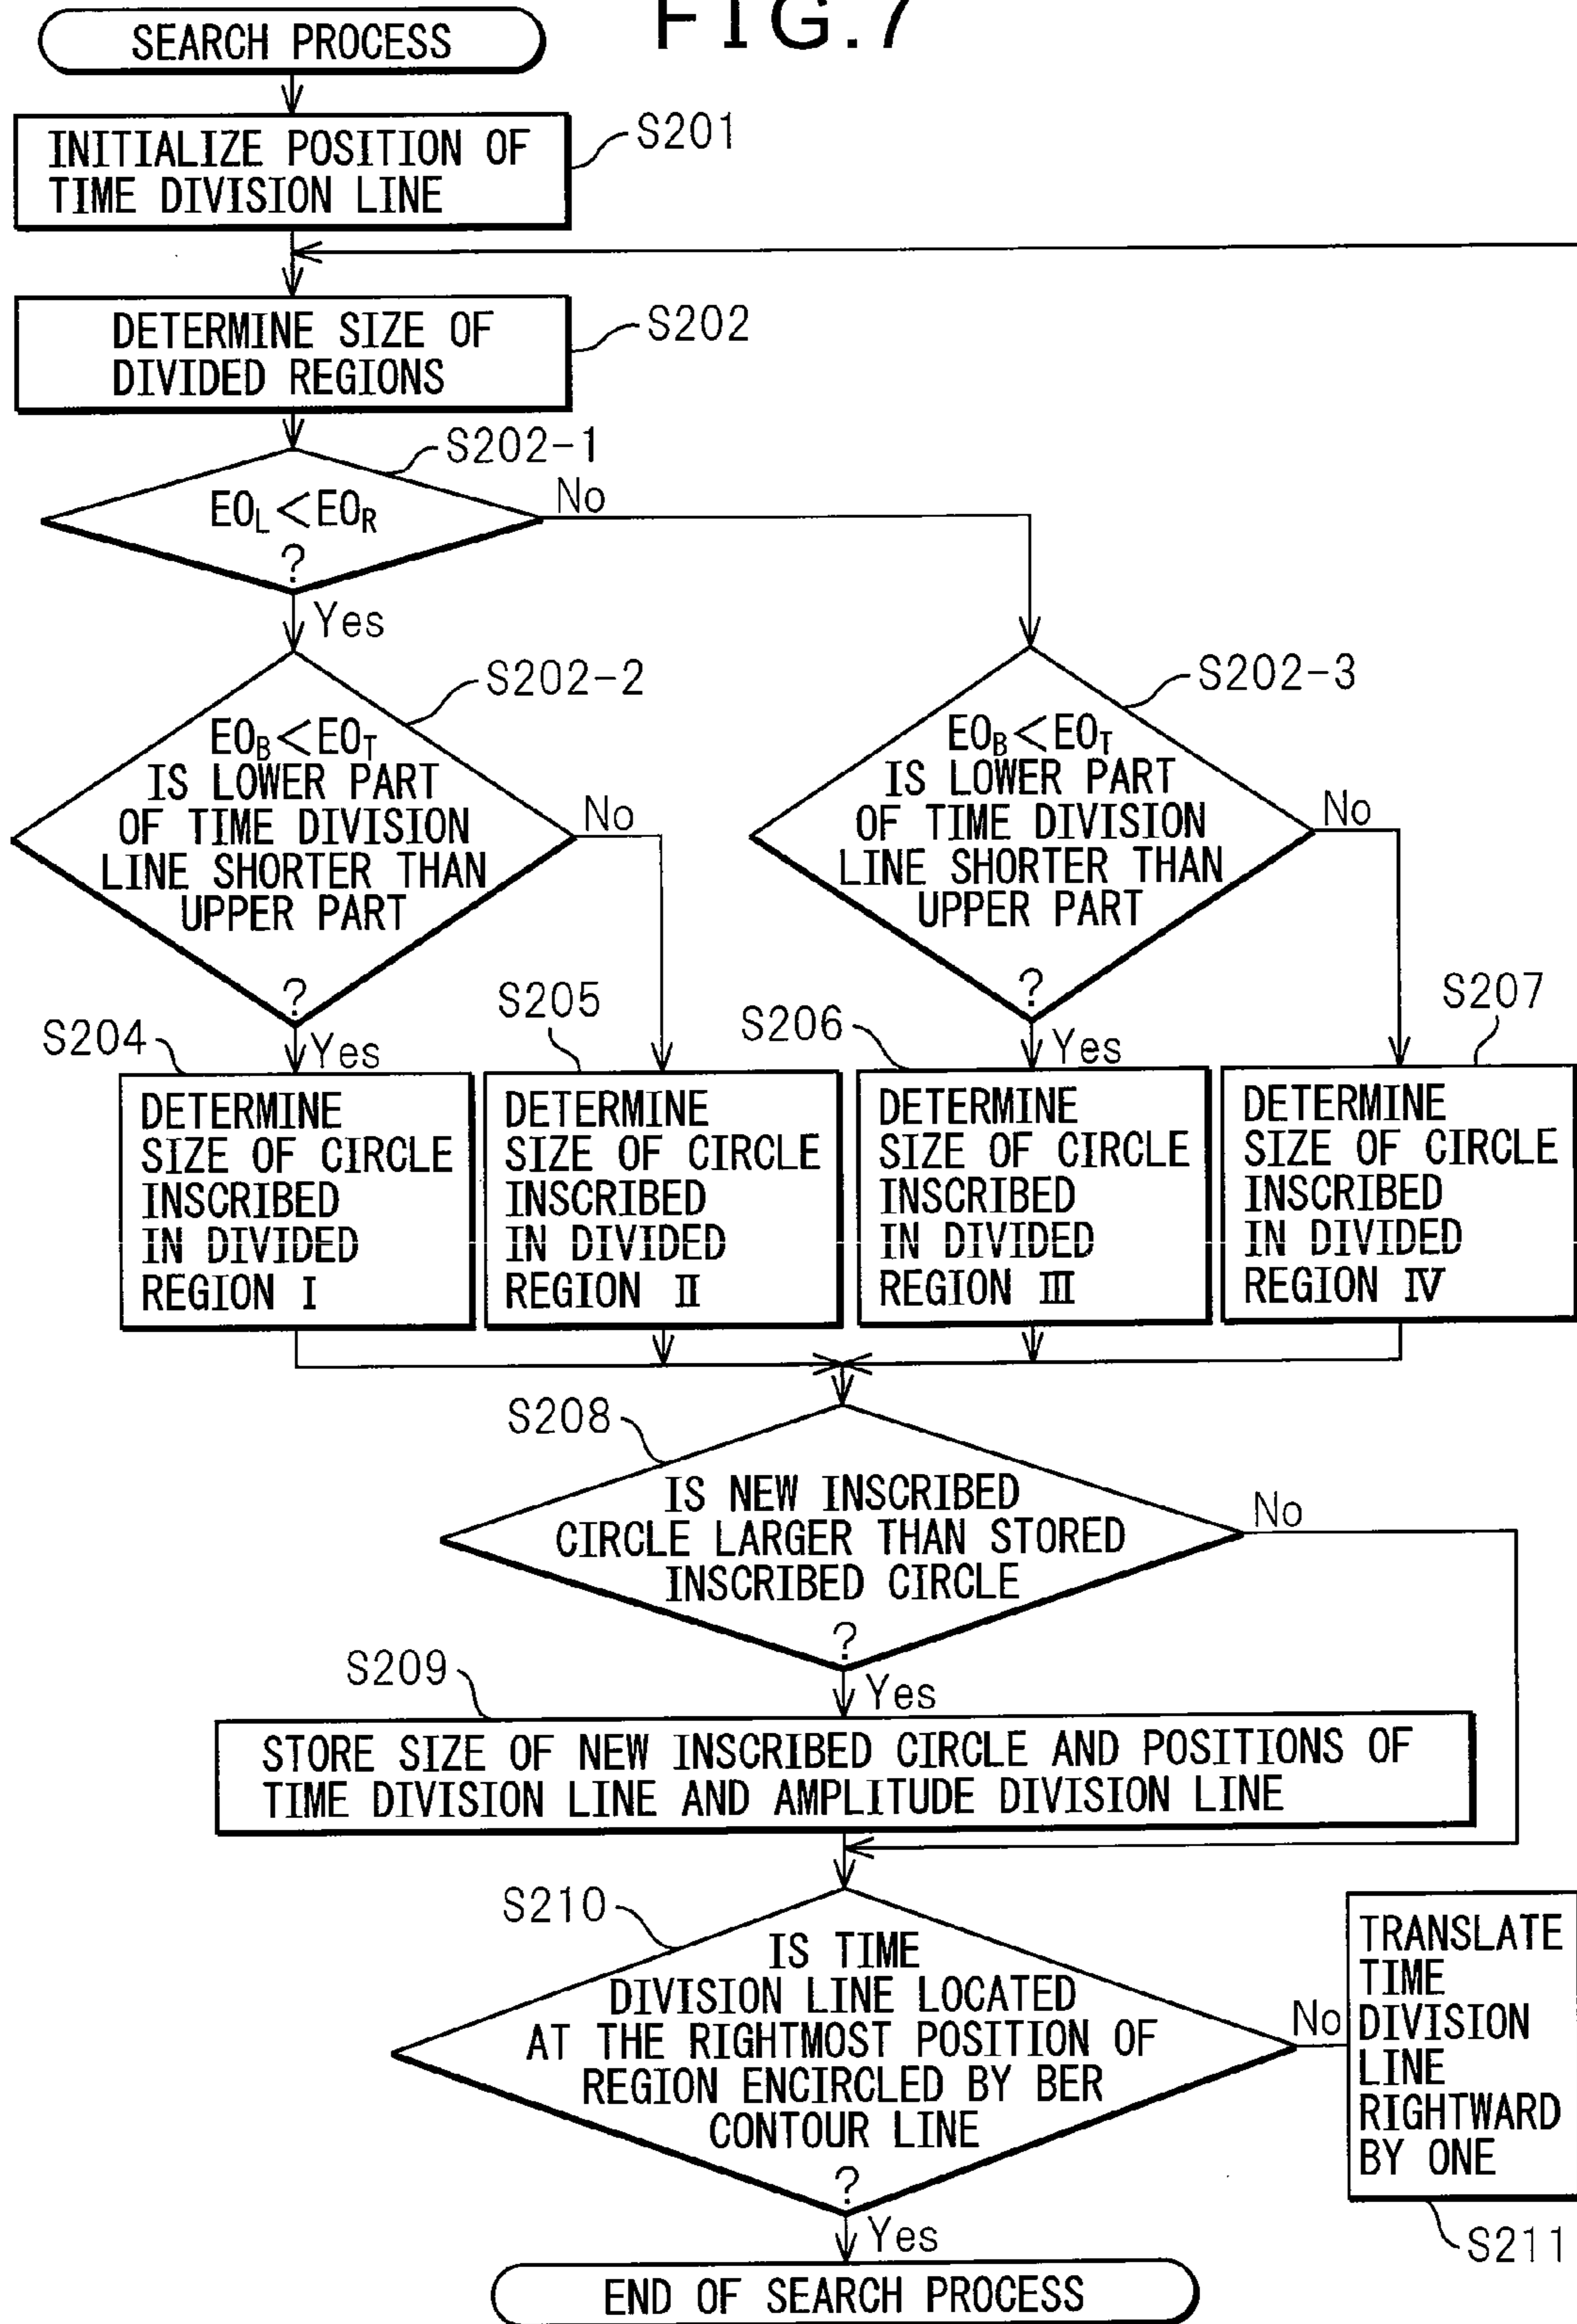 FIG.7
SEARCH PROCESS
S201
INITIALIZE POSITION OF
TIME DIVISION LINE
S202
DETERMINE SIZE OF
DIVIDED REGIONS
S202-1
EO_L<EO_R
?
No
Yes
S202-2
EO_B<EO_T
IS LOWER PART
OF TIME DIVISION
LINE SHORTER THAN
UPPER PART
?
No
Yes
S202-3
EO_B<EO_T
IS LOWER PART
OF TIME DIVISION
LINE SHORTER THAN
UPPER PART
?
No
Yes
S204
DETERMINE
SIZE OF CIRCLE
INSCRIBED
IN DIVIDED
REGION I
S205
DETERMINE
SIZE OF CIRCLE
INSCRIBED
IN DIVIDED
REGION II
S206
DETERMINE
SIZE OF CIRCLE
INSCRIBED
IN DIVIDED
REGION III
S207
DETERMINE
SIZE OF CIRCLE
INSCRIBED
IN DIVIDED
REGION IV
S208
IS NEW INSCRIBED
CIRCLE LARGER THAN STORED
INSCRIBED CIRCLE
?
No
Yes
S209
STORE SIZE OF NEW INSCRIBED CIRCLE AND POSITIONS OF
TIME DIVISION LINE AND AMPLITUDE DIVISION LINE
S210
IS TIME
DIVISION LINE LOCATED
AT THE RIGHTMOST POSITION OF
REGION ENCIRCLED BY BER
CONTOUR LINE
?
No
Yes
TRANSLATE
TIME
DIVISION
LINE
RIGHTWARD
BY ONE
S211
END OF SEARCH PROCESS